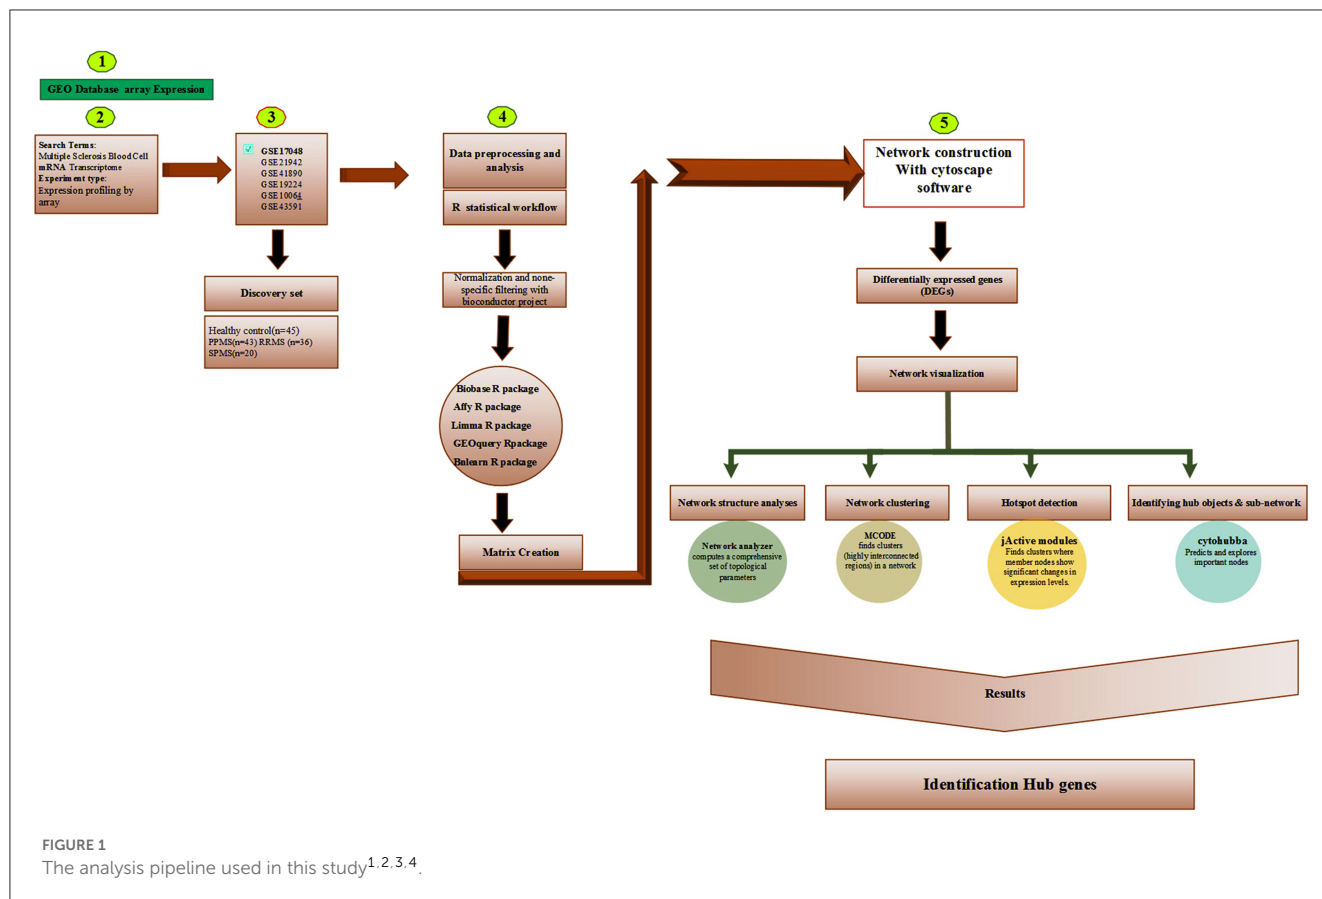 1
GEO Database array Expression
2
Search Terms:
Multiple Sclerosis Blood Cell
mRNA Transcriptome
Experiment type:
Expression profiling by
array
3
GSE17048
GSE21942
GSE41890
GSE19224
GSE10064
GSE43591
Discovery set
Healthy control(n=45)
PPMS(n=43) RRMS (n=36)
SPMS(n=20)
4
Data preprocessing and
analysis
R statistical workflow
Normalization and none-
specific filtering with
bioconductor project
Biobase R package
Affy R package
Limma R package
GEOquery Rpackage
Bnlearn R package
Matrix Creation
5
Network construction
With cytoscape
software
Differentially expressed genes
(DEGs)
Network visualization
Network structure analyses
Network analyzer
computes a comprehensive
set of topological
parameters
Network clustering
MCODE
finds clusters
(highly interconnected
regions) in a network
Hotspot detection
jActive modules
Finds clusters where
member nodes show
significant changes in
expression levels.
Identifying hub objects & sub-network
cytohubba
Predicts and explores
important nodes
Results
Identification Hub genes
FIGURE 1
The analysis pipeline used in this study1,2,3,4.